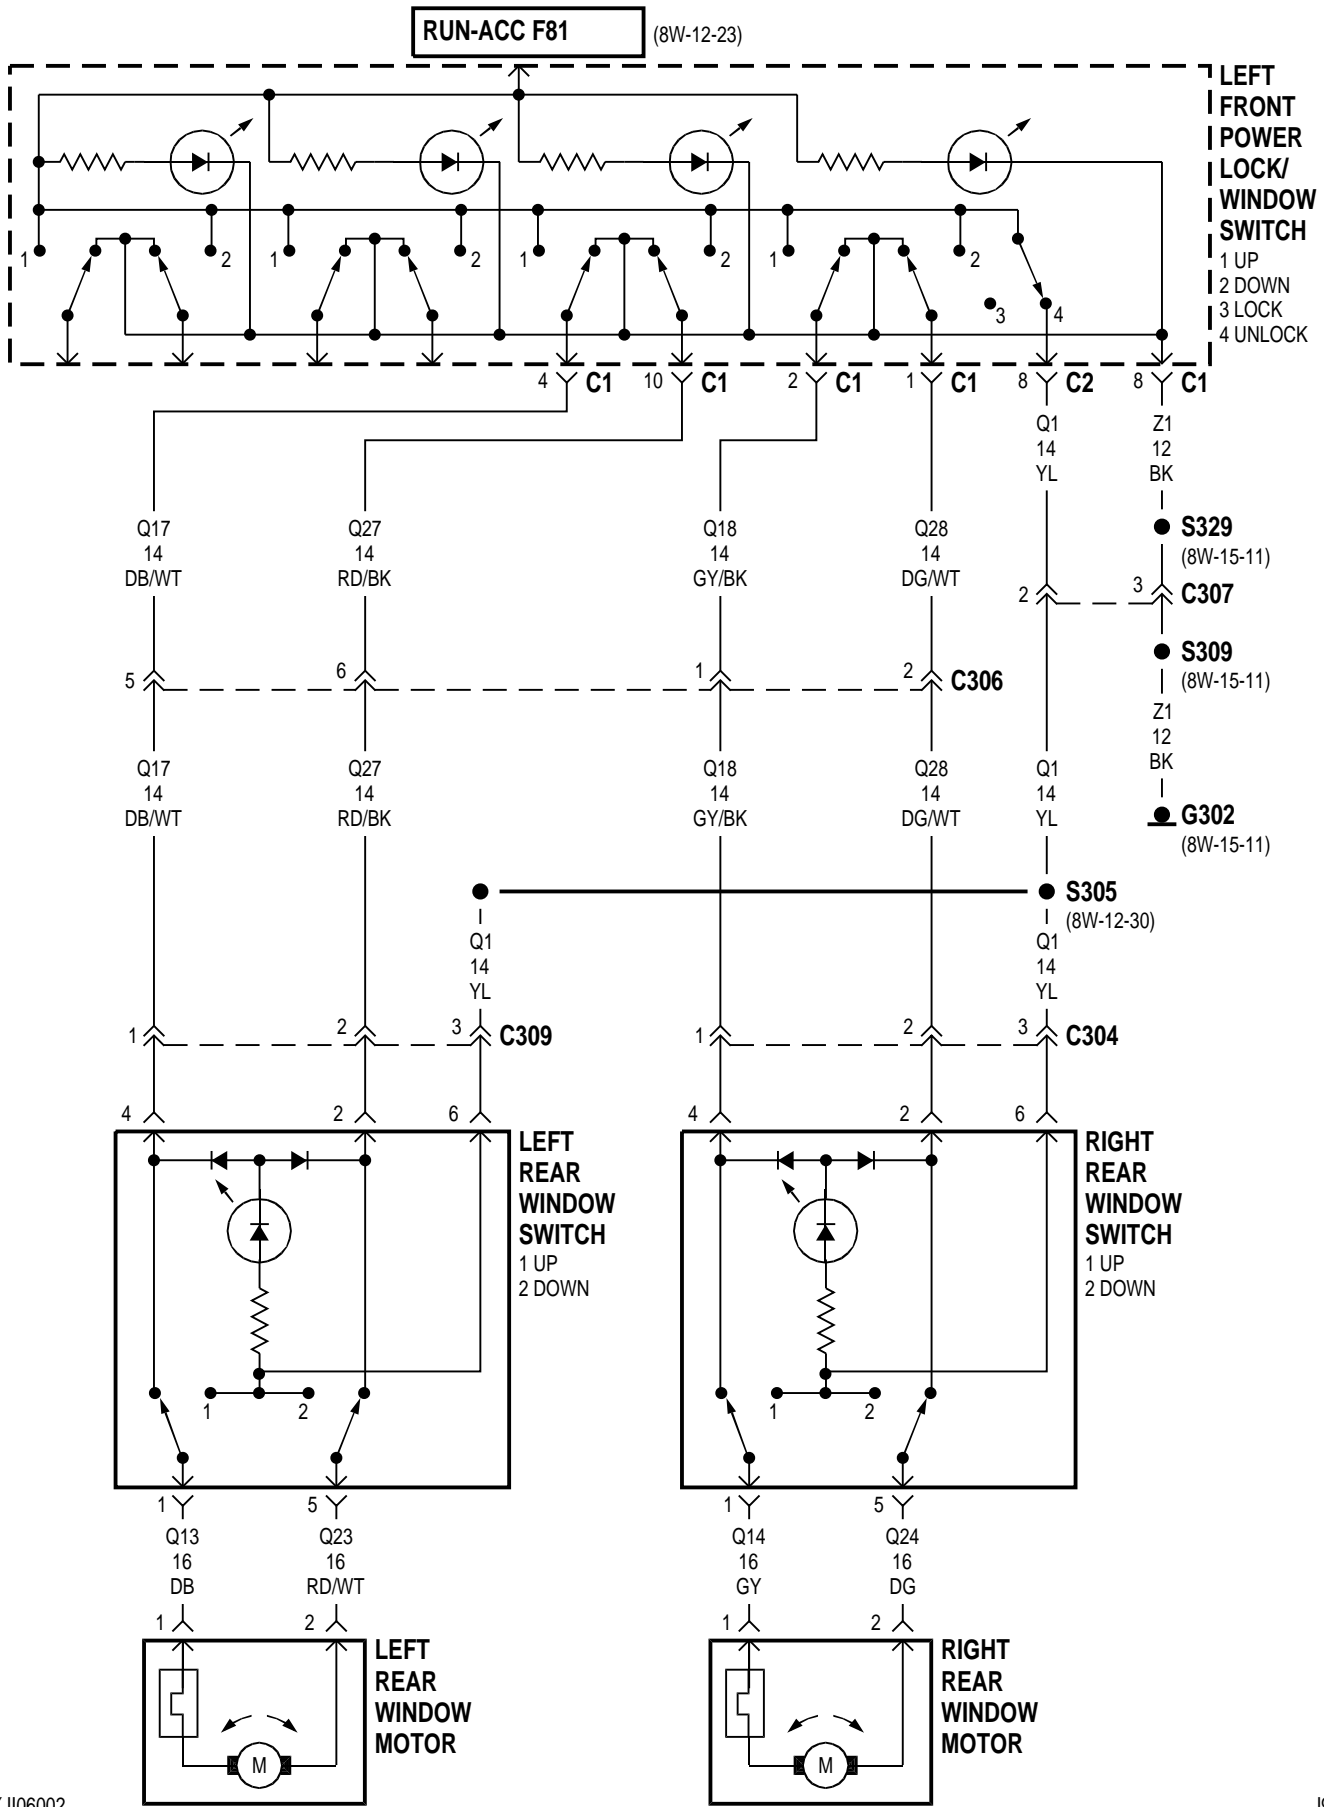 RUN-ACC F81 (8W-12-23)
LEFT
FRONT
POWER
LOCK/
WINDOW
SWITCH
1 UP
2 DOWN
3 LOCK
4 UNLOCK
1 2 1 2 1 2 1 2
3 4
4 C1 10 C1 2 C1 1 C1 8 C2 8 C1
Q1 Z1
14 12
YL BK
Q17 Q27 Q18 Q28
14 14 14 14
DB/WT RD/BK GY/BK DG/WT
S329
(8W-15-11)
2 3 C307
S309
(8W-15-11)
5 6 1 2 C306
Z1
12
BK
Q17 Q27 Q18 Q28 Q1
14 14 14 14 14
DB/WT RD/BK GY/BK DG/WT YL
G302
(8W-15-11)
S305
(8W-12-30)
Q1 Q1
14 14
YL YL
1 2 3 C309 1 2 3 C304
4 2 6 4 2 6
LEFT
REAR
WINDOW
SWITCH
1 UP
2 DOWN
RIGHT
REAR
WINDOW
SWITCH
1 UP
2 DOWN
1 2 1 2
1 5 1 5
Q13 Q23 Q14 Q24
16 16 16 16
DB RD/WT GY DG
1 2 1 2
LEFT
REAR
WINDOW
MOTOR
RIGHT
REAR
WINDOW
MOTOR
M M